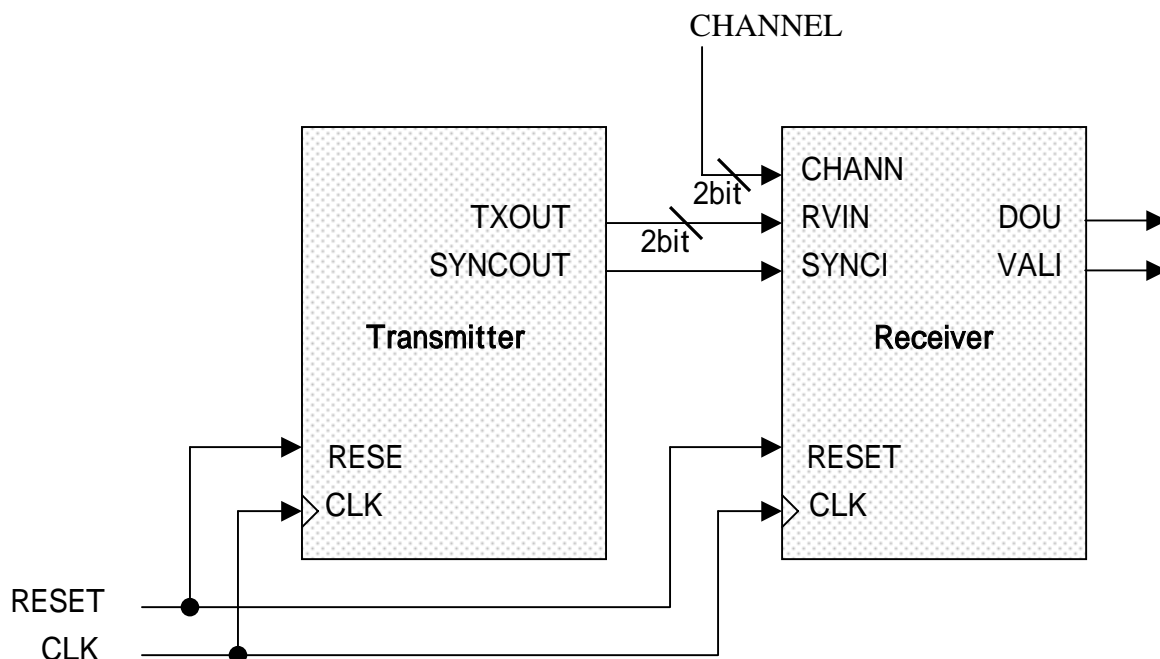 CHANNEL
CHANN
2bit
TXOUT
RVIN
DOU
2bit
SYNCOUT
SYNCI
VALI
Transmitter
Receiver
RESE
RESET
CLK
CLK
RESET
CLK